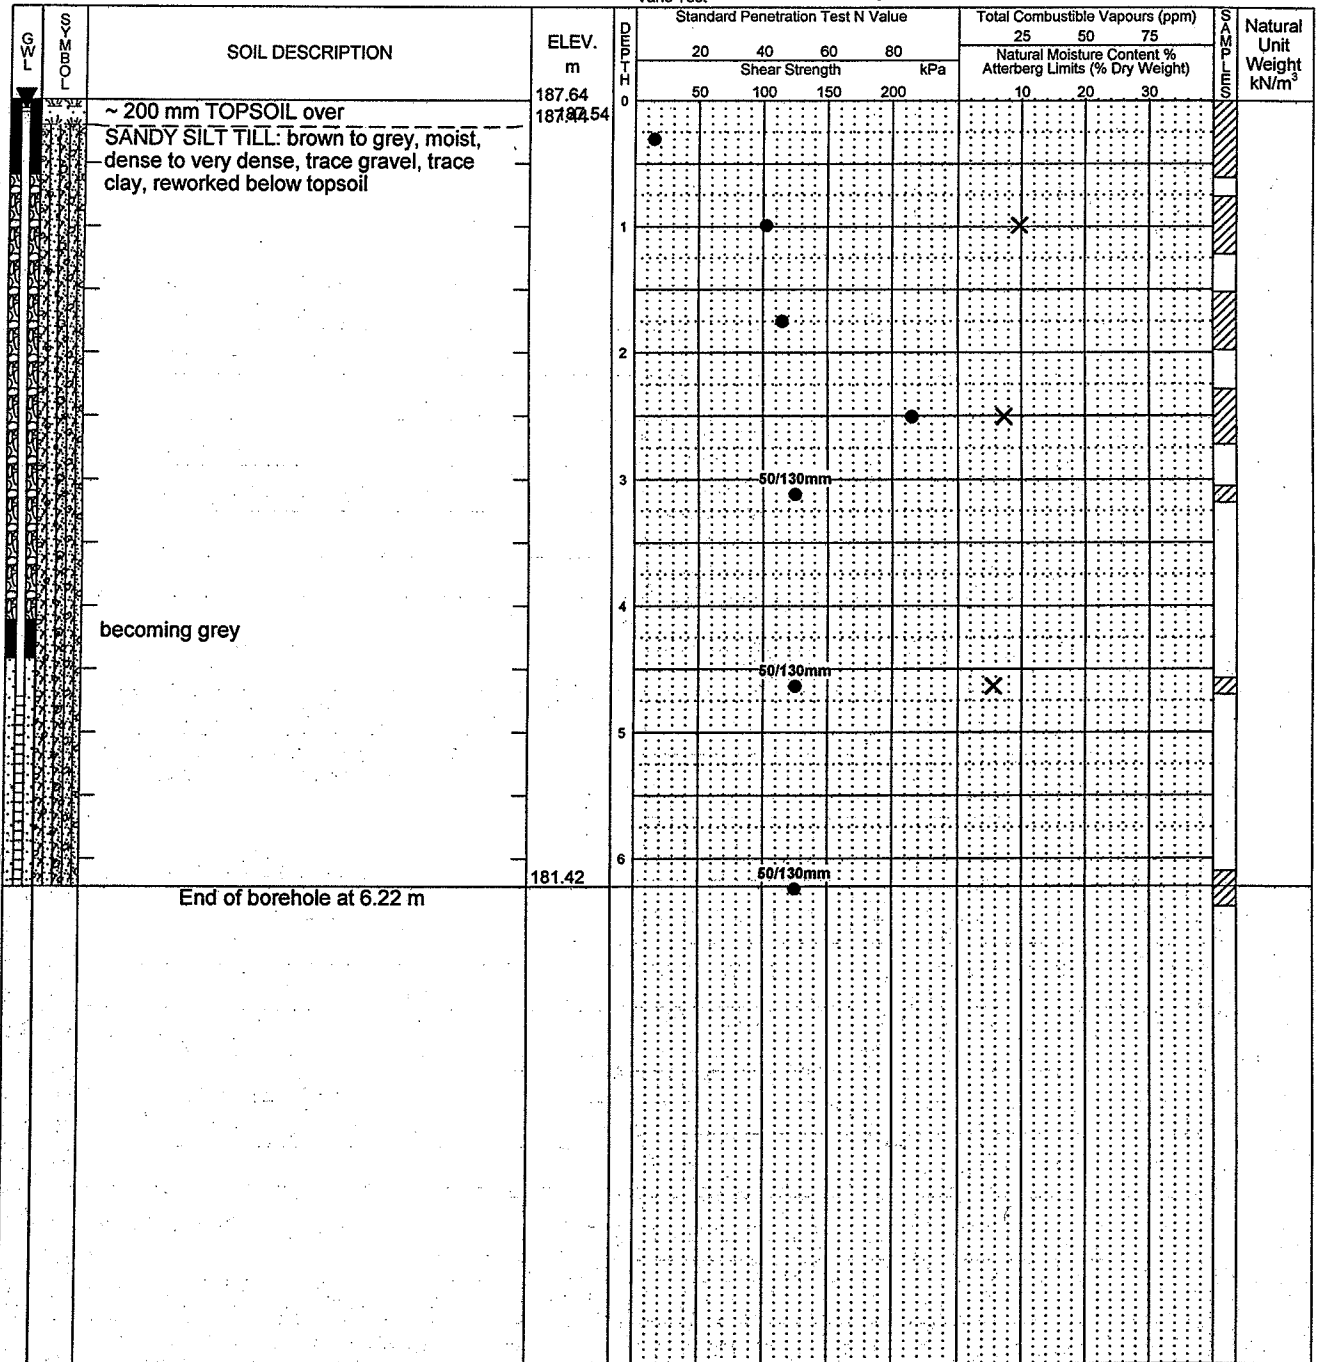 Standard Penetration Test N Value
20 40 60 80
Shear Strength kPa
50 100 150 200
Total Combustible Vapours (ppm)
25 50 75
Natural Moisture Content %
Atterberg Limits (% Dry Weight)
10 20 30
GWL
SYMBOL
SOIL DESCRIPTION
ELEV.
m
DEPTH
SAMPLES
Natural
Unit
Weight
kN/m³
187.64
0
~ 200 mm TOPSOIL over
SANDY SILT TILL: brown to grey, moist,
dense to very dense, trace gravel, trace
clay, reworked below topsoil
1
2
50/130mm
3
4
becoming grey
50/130mm
5
6
50/130mm
181.42
End of borehole at 6.22 m